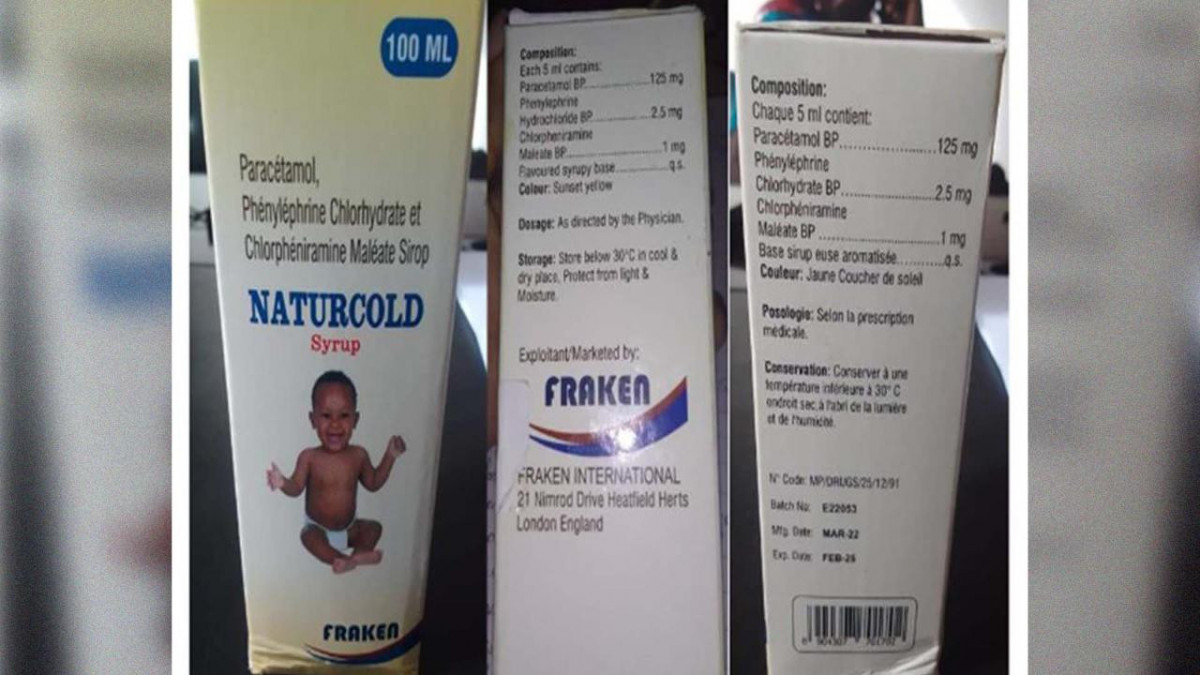 100 ML
Paracétamol,
Phényléphrine Chlorhydrate et
Chlorphéniramine Maléate Sirop
NATURCOLD
Syrup
FRAKEN
Composition:
Each 5 ml contains:
Paracetamol BP..................125 mg
Phenylephrine
Hydrochloride BP..................2.5 mg
Chlorpheniramine
Maleate BP..................1 mg
Flavoured syrupy base..................q.s.
Colour: Sunset yellow
Dosage: As directed by the Physician.
Storage: Store below 30°C in cool &
dry place, Protect from light &
Moisture.
Exploitant/Marketed by:
FRAKEN
FRAKEN INTERNATIONAL
21 Nimrod Drive Heatfield Herts
London England
Composition:
Chaque 5 ml contient:
Paracétamol BP..................125 mg
Phényléphrine
Chlorhydrate BP..................2.5 mg
Chlorphéniramine
Maléate BP..................1 mg
Base sirup euse aromatisée..........q.s.
Couleur: Jaune Coucher de soleil
Posologie: Selon la prescription
médicale.
Conservation: Conserver à une
température inférieure à 30° C
endroit sec,à l'abri de la lumière
et de l'humidité.
N° Code: MP/DRUGS/25/12/91
Batch No: E22053
Mfg. Date: MAR-22
Exp. Date: FEB-25